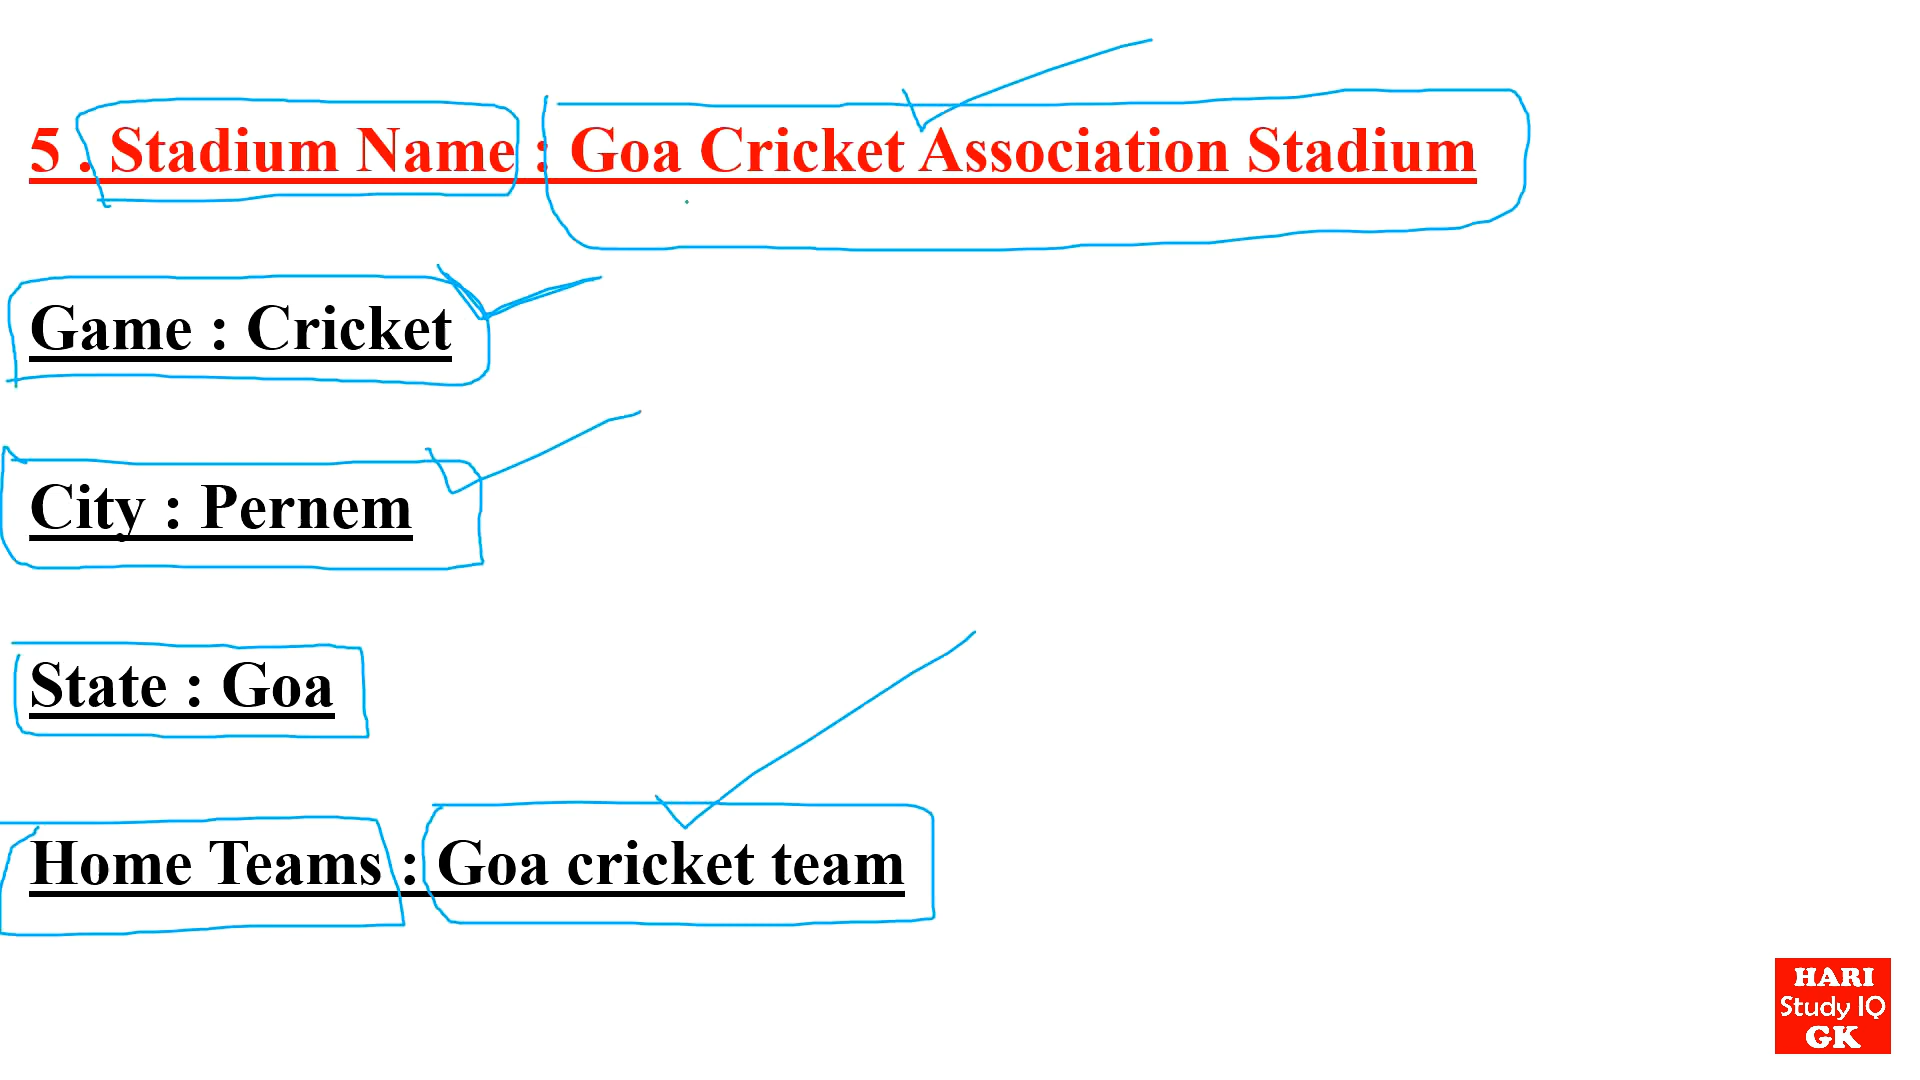 5 . Stadium Name : Goa Cricket Association Stadium
Game : Cricket
City : Pernem
State : Goa
Home Teams : Goa cricket team
HARI
Study IQ
GK